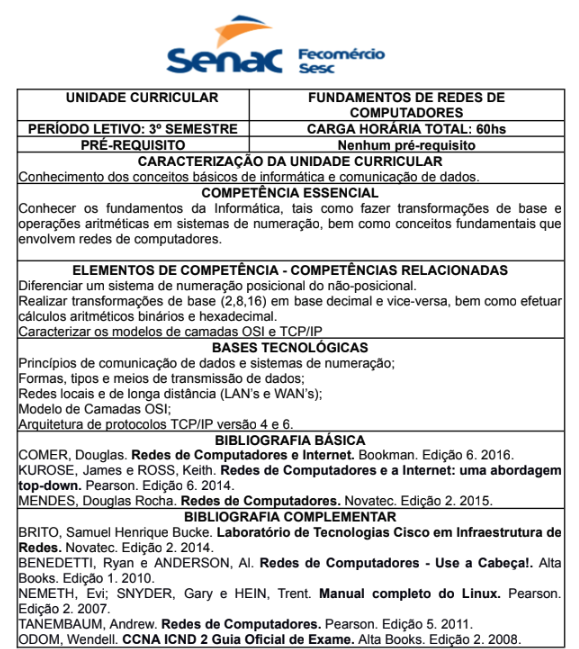 Senac Fecomércio
Sesc
UNIDADE CURRICULAR
FUNDAMENTOS DE REDES DE
COMPUTADORES
PERÍODO LETIVO: 3º SEMESTRE
CARGA HORÁRIA TOTAL: 60hs
PRÉ-REQUISITO
Nenhum pré-requisito
CARACTERIZAÇÃO DA UNIDADE CURRICULAR
Conhecimento dos conceitos básicos de informática e comunicação de dados.
COMPETÊNCIA ESSENCIAL
Conhecer os fundamentos da Informática, tais como fazer transformações de base e
operações aritméticas em sistemas de numeração, bem como conceitos fundamentais que
envolvem redes de computadores.
ELEMENTOS DE COMPETÊNCIA - COMPETÊNCIAS RELACIONADAS
Diferenciar um sistema de numeração posicional do não-posicional.
Realizar transformações de base (2,8,16) em base decimal e vice-versa, bem como efetuar
cálculos aritméticos binários e hexadecimal.
Caracterizar os modelos de camadas OSI e TCP/IP
BASES TECNOLÓGICAS
Princípios de comunicação de dados e sistemas de numeração;
Formas, tipos e meios de transmissão de dados;
Redes locais e de longa distância (LAN's e WAN's);
Modelo de Camadas OSI;
Arquitetura de protocolos TCP/IP versão 4 e 6.
BIBLIOGRAFIA BÁSICA
COMER, Douglas. Redes de Computadores e Internet. Bookman. Edição 6. 2016.
KUROSE, James e ROSS, Keith. Redes de Computadores e a Internet: uma abordagem
top-down. Pearson. Edição 6. 2014.
MENDES, Douglas Rocha. Redes de Computadores. Novatec. Edição 2. 2015.
BIBLIOGRAFIA COMPLEMENTAR
BRITO, Samuel Henrique Bucke. Laboratório de Tecnologias Cisco em Infraestrutura de
Redes. Novatec. Edição 2. 2014.
BENEDETTI, Ryan e ANDERSON, Al. Redes de Computadores - Use a Cabeça!. Alta
Books. Edição 1. 2010.
NEMETH, Evi; SNYDER, Gary e HEIN, Trent. Manual completo do Linux. Pearson.
Edição 2. 2007.
TANEMBAUM, Andrew. Redes de Computadores. Pearson. Edição 5. 2011.
ODOM, Wendell. CCNA ICND 2 Guia Oficial de Exame. Alta Books. Edição 2. 2008.